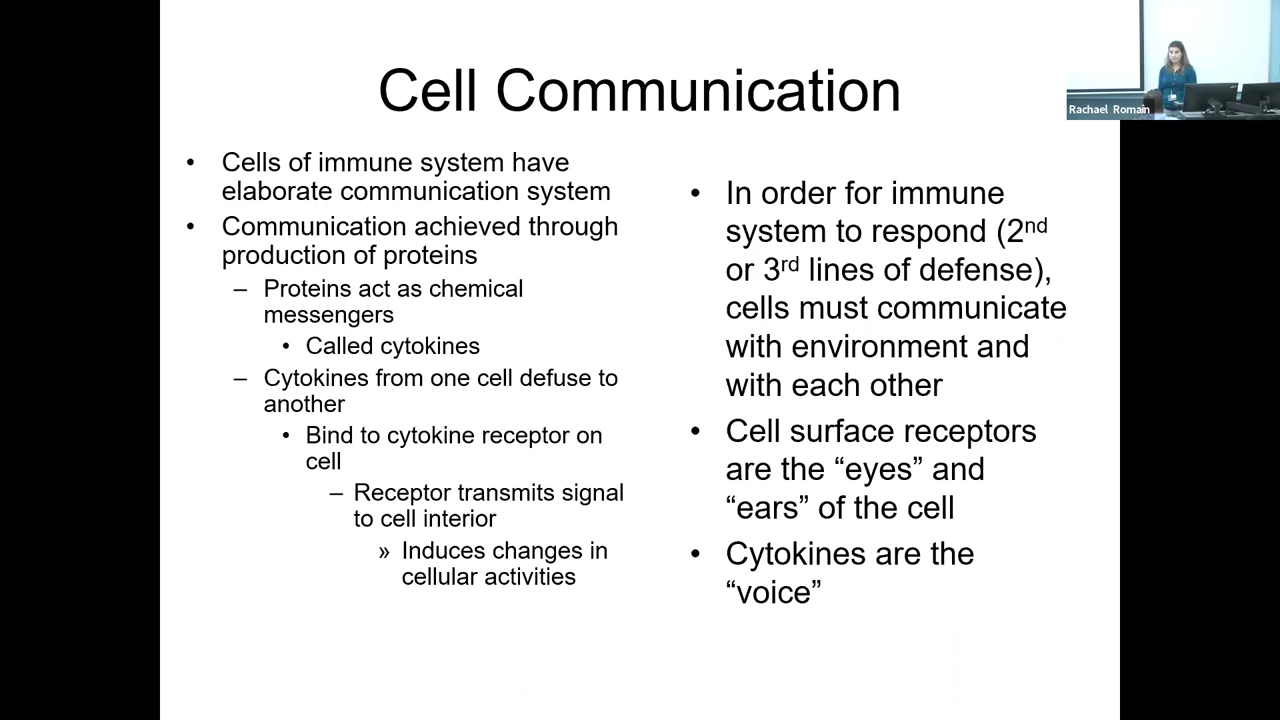 Cell Communication
Rachael Romain
• Cells of immune system have
elaborate communication system
• Communication achieved through
production of proteins
– Proteins act as chemical
messengers
• Called cytokines
– Cytokines from one cell defuse to
another
• Bind to cytokine receptor on
cell
– Receptor transmits signal
to cell interior
» Induces changes in
cellular activities
• In order for immune
system to respond (2nd
or 3rd lines of defense),
cells must communicate
with environment and
with each other
• Cell surface receptors
are the “eyes” and
“ears” of the cell
• Cytokines are the
“voice”